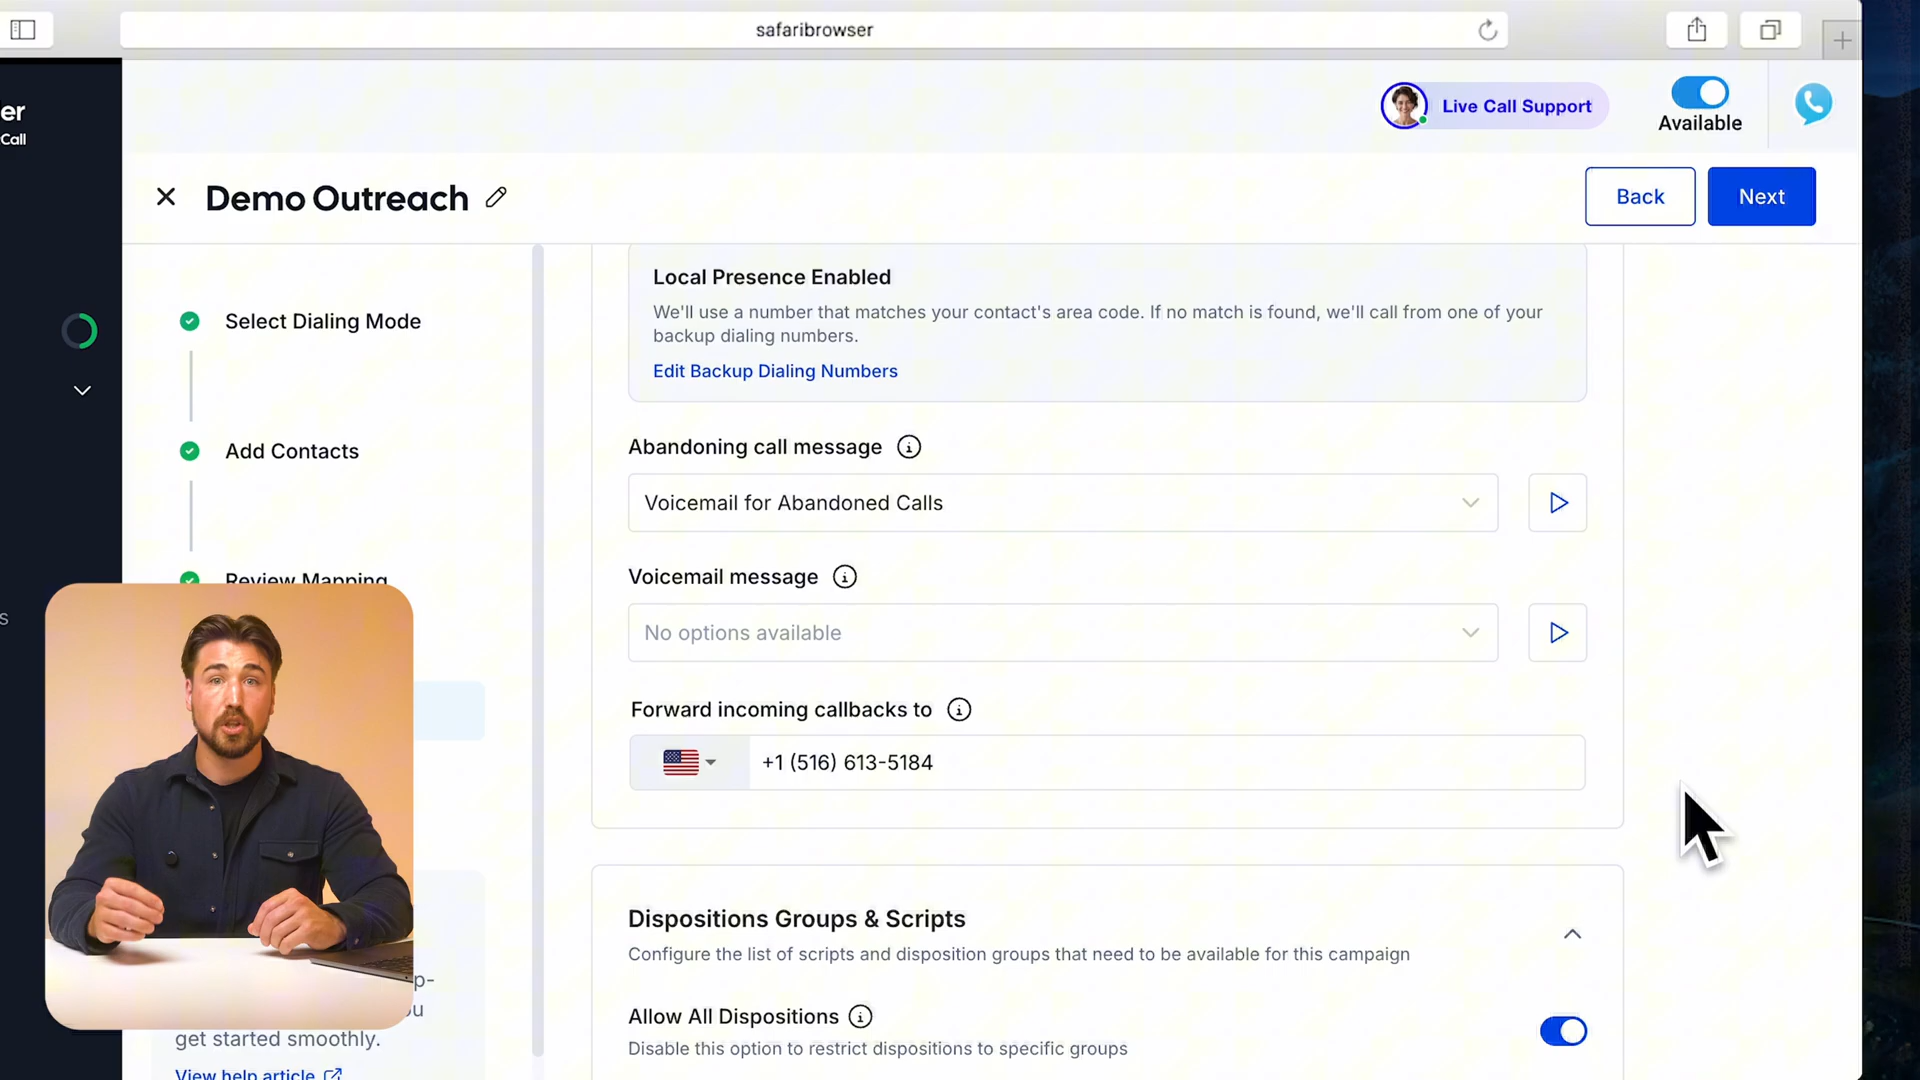 safaribrowser
er
Call
Live Call Support
Available
Demo Outreach
Back
Next
Select Dialing Mode
Add Contacts
Review Mapping
s
Local Presence Enabled
We'll use a number that matches your contact's area code. If no match is found, we'll call from one of your
backup dialing numbers.
Edit Backup Dialing Numbers
Abandoning call message
Voicemail for Abandoned Calls
Voicemail message
No options available
Forward incoming callbacks to
+1 (516) 613-5184
Dispositions Groups & Scripts
Configure the list of scripts and disposition groups that need to be available for this campaign
Allow All Dispositions
Disable this option to restrict dispositions to specific groups
p-
ou
get started smoothly.
View help article